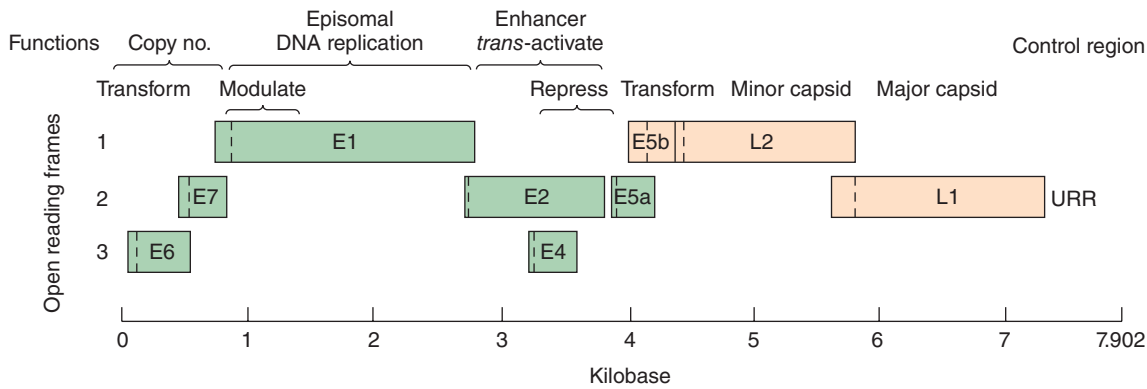 Functions Copy no. Episomal DNA replication Enhancer trans-activate Control region
Transform Modulate Repress Transform Minor capsid Major capsid
Open reading frames
1 E1 E5b L2
2 E7 E2 E5a L1 URR
3 E6 E4
0 1 2 3 4 5 6 7 7.902
Kilobase